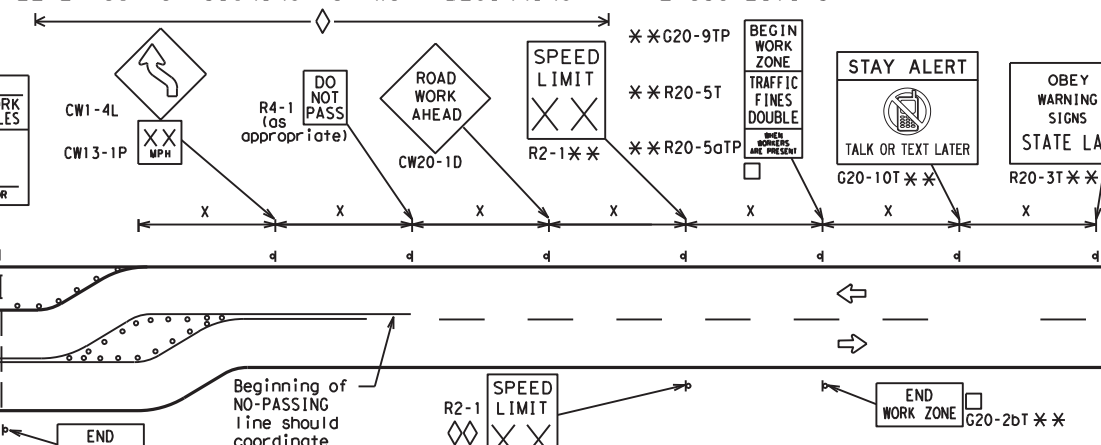 CW1-4L
XX
MPH
CW13-1P
R4-1
(as
appropriate)
DO
NOT
PASS
ROAD
WORK
AHEAD
CW20-1D
SPEED
LIMIT
X X
R2-1**
**G20-9TP
**R20-5T
**R20-5aTP
BEGIN
WORK
ZONE
TRAFFIC
FINES
DOUBLE
WHEN
WORKERS
ARE PRESENT
STAY ALERT
TALK OR TEXT LATER
G20-10T **
OBEY
WARNING
SIGNS
STATE LA
R20-3T **
X
X
X
X
X
X
X
Beginning of
NO-PASSING
line should
coordinate
R2-1
SPEED
LIMIT
X X
END
WORK ZONE
G20-2bT **
END